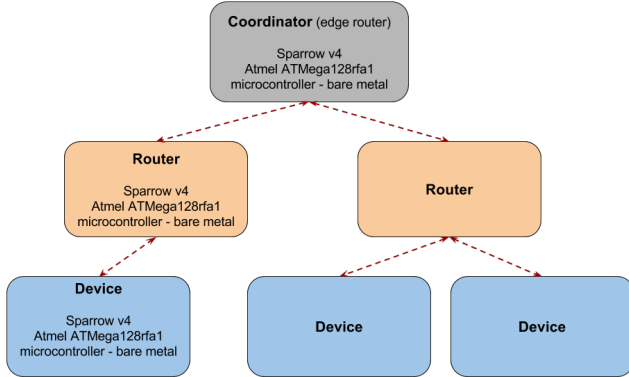 Coordinator (edge router)
Sparrow v4
Atmel ATMega128rfa1
microcontroller - bare metal
Router
Sparrow v4
Atmel ATMega128rfa1
microcontroller - bare metal
Router
Device
Sparrow v4
Atmel ATMega128rfa1
microcontroller - bare metal
Device
Device